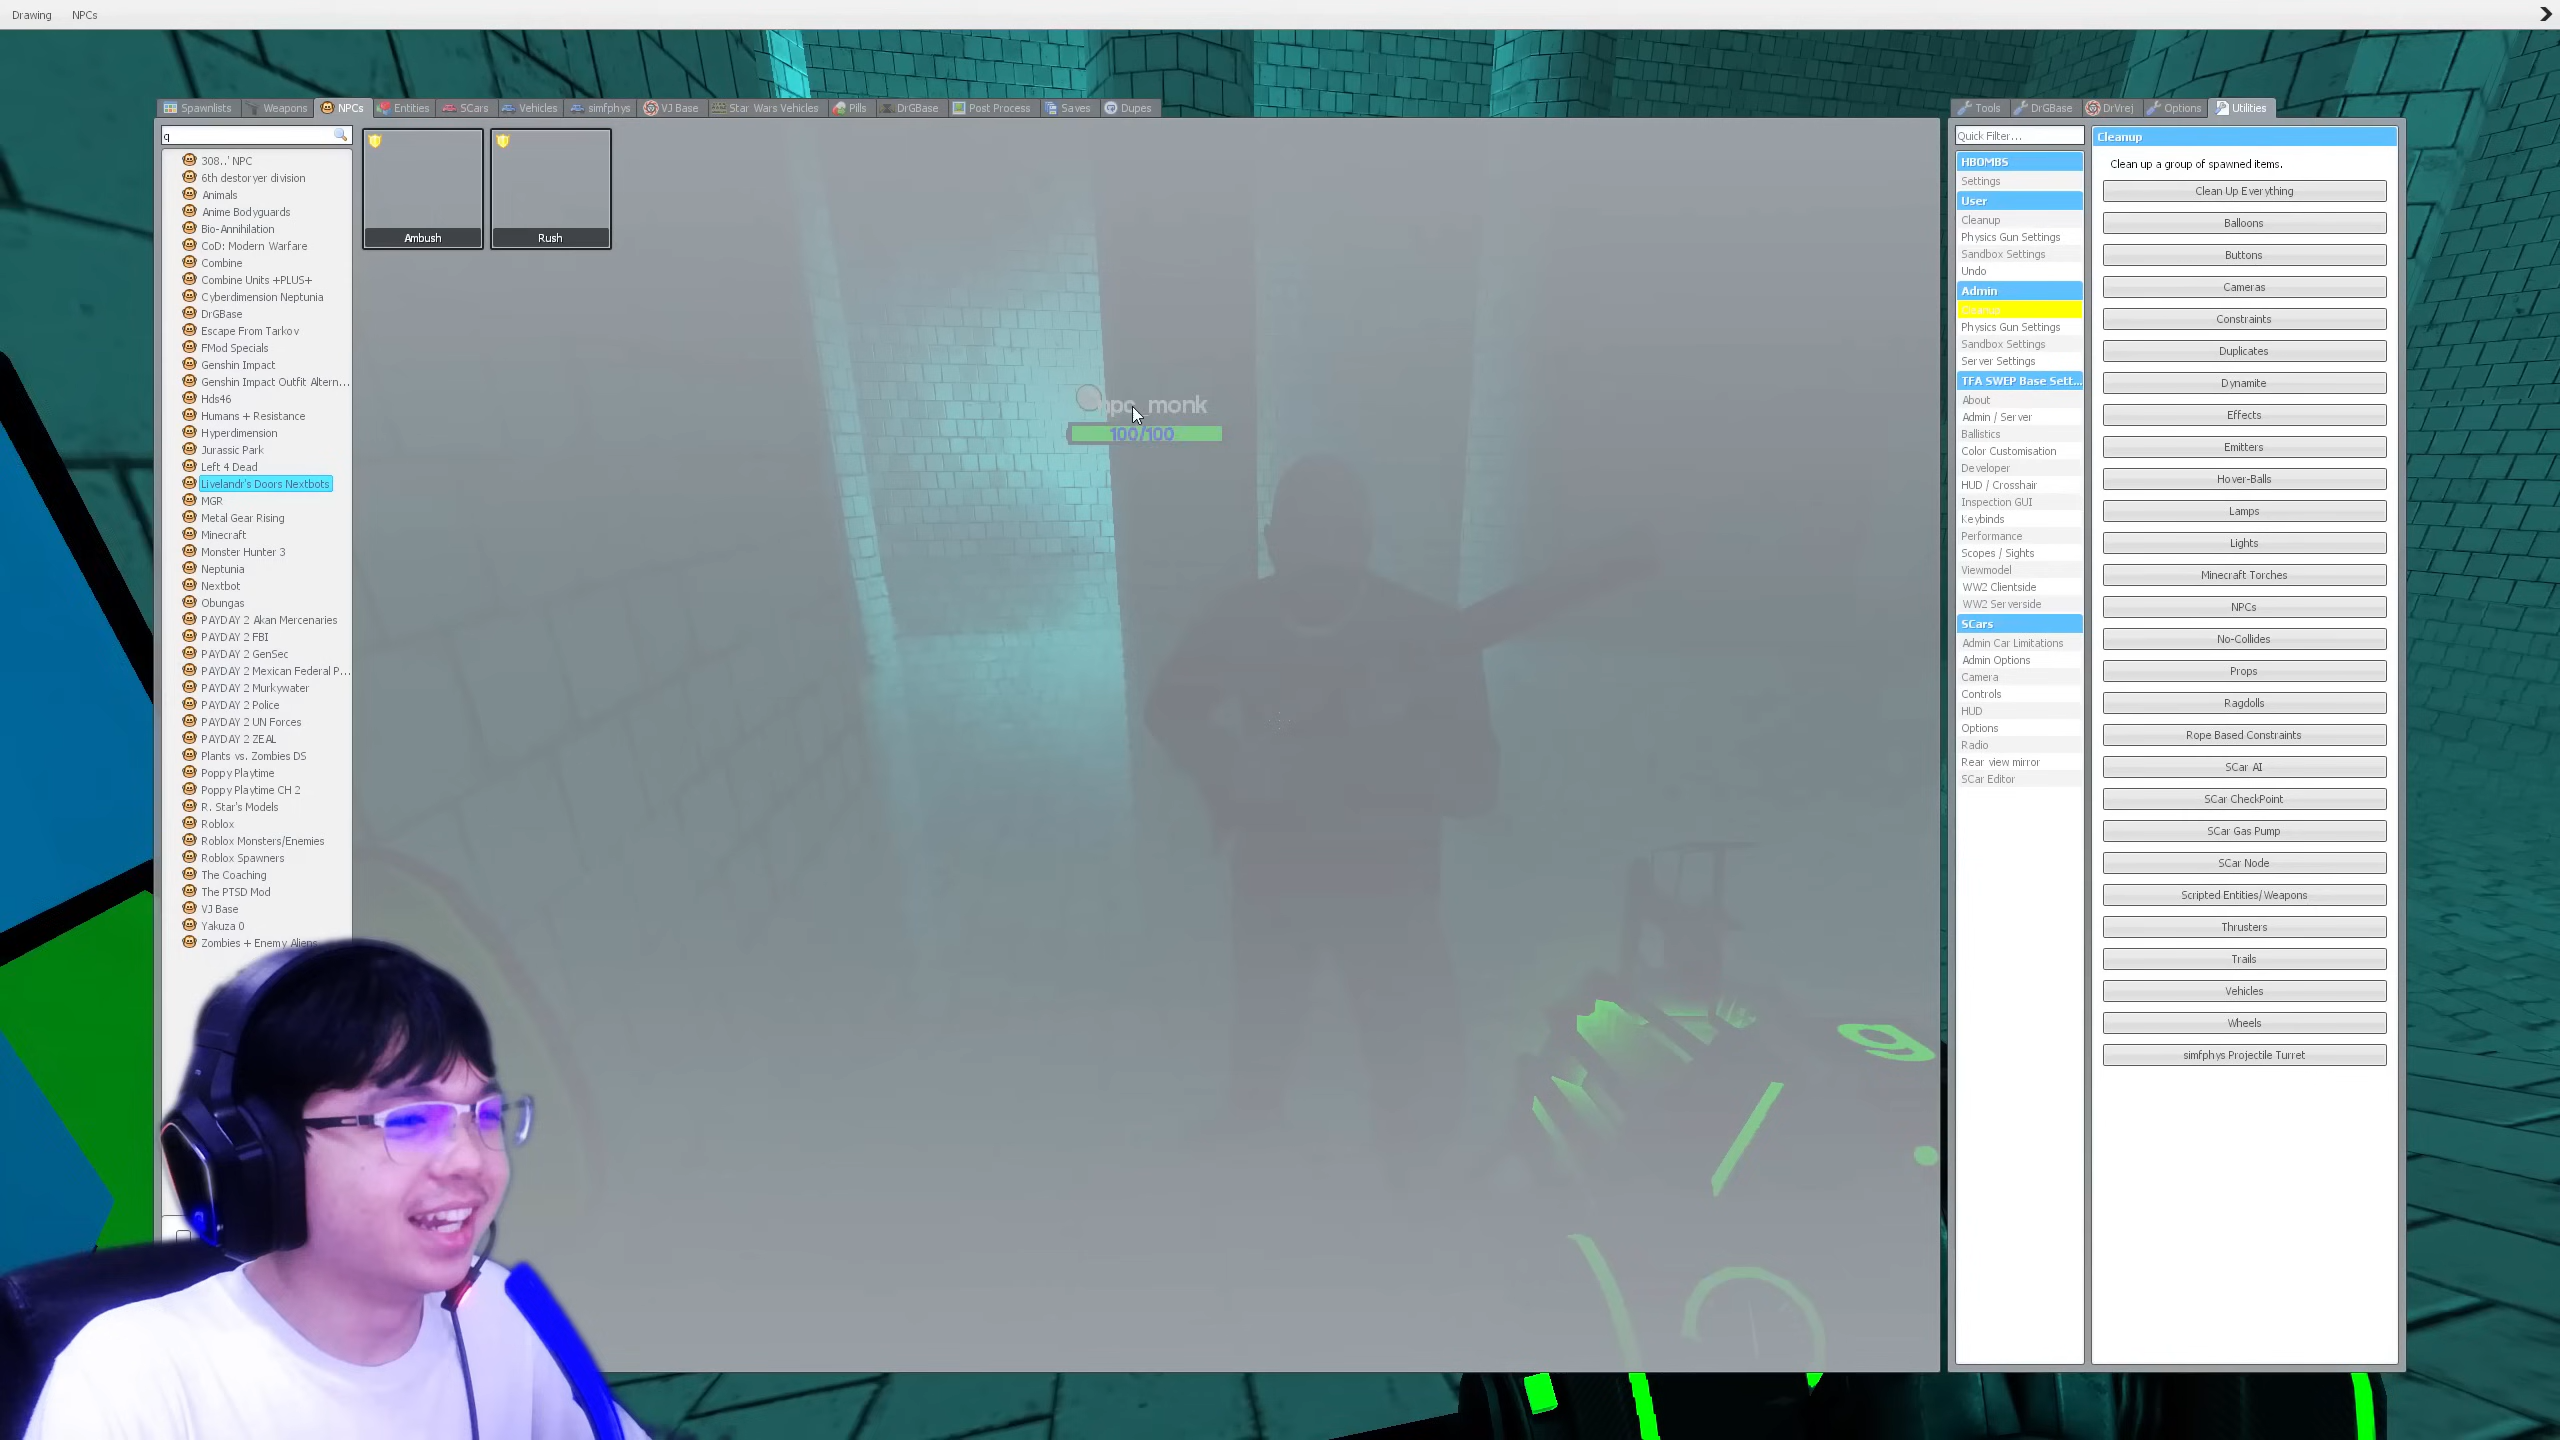 Drawing NPCs
Spawnlists Weapons NPCs Entities SCars Vehicles simfphys VJ Base Star Wars Vehicles Pills DrGBase Post Process Saves Dupes
q
308..' NPC
6th destoryer division
Animals
Anime Bodyguards
Bio-Annihilation
CoD: Modern Warfare
Combine
Combine Units +PLUS+
Cyberdimension Neptunia
DrGBase
Escape From Tarkov
FMod Specials
Genshin Impact
Genshin Impact Outfit Altern...
Hds46
Humans + Resistance
Hyperdimension
Jurassic Park
Left 4 Dead
Livelandr's Doors Nextbots
MGR
Metal Gear Rising
Minecraft
Monster Hunter 3
Neptunia
Nextbot
Obungas
PAYDAY 2 Akan Mercenaries
PAYDAY 2 FBI
PAYDAY 2 GenSec
PAYDAY 2 Mexican Federal P...
PAYDAY 2 Murkywater
PAYDAY 2 Police
PAYDAY 2 UN Forces
PAYDAY 2 ZEAL
Plants vs. Zombies DS
Poppy Playtime
Poppy Playtime CH 2
R. Star's Models
Roblox
Roblox Monsters/Enemies
Roblox Spawners
The Coaching
The PTSD Mod
VJ Base
Yakuza 0
Zombies + Enemy Aliens
Ambush
Rush
npc_monk
100/100
Tools DrGBase DrVrej Options Utilities
Quick Filter...
HBOMBS
Settings
User
Cleanup
Physics Gun Settings
Sandbox Settings
Undo
Admin
Cleanup
Physics Gun Settings
Sandbox Settings
Server Settings
TFA SWEP Base Sett...
About
Admin / Server
Ballistics
Color Customisation
Developer
HUD / Crosshair
Inspection GUI
Keybinds
Performance
Scopes / Sights
Viewmodel
WW2 Clientside
WW2 Serverside
SCars
Admin Car Limitations
Admin Options
Camera
Controls
HUD
Options
Radio
Rear view mirror
SCar Editor
Cleanup
Clean up a group of spawned items.
Clean Up Everything
Balloons
Buttons
Cameras
Constraints
Duplicates
Dynamite
Effects
Emitters
Hover-Balls
Lamps
Lights
Minecraft Torches
NPCs
No-Collides
Props
Ragdolls
Rope Based Constraints
SCar AI
SCar CheckPoint
SCar Gas Pump
SCar Node
Scripted Entities/Weapons
Thrusters
Trails
Vehicles
Wheels
simfphys Projectile Turret